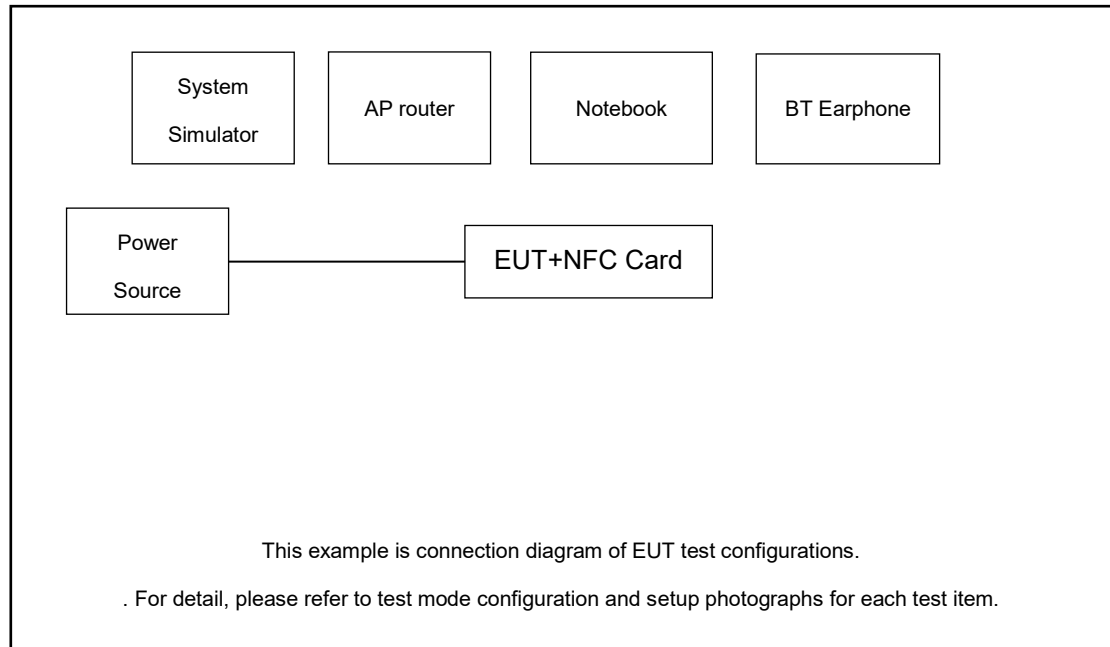 System
Simulator
AP router
Notebook
BT Earphone
Power
Source
EUT+NFC Card
This example is connection diagram of EUT test configurations.
. For detail, please refer to test mode configuration and setup photographs for each test item.